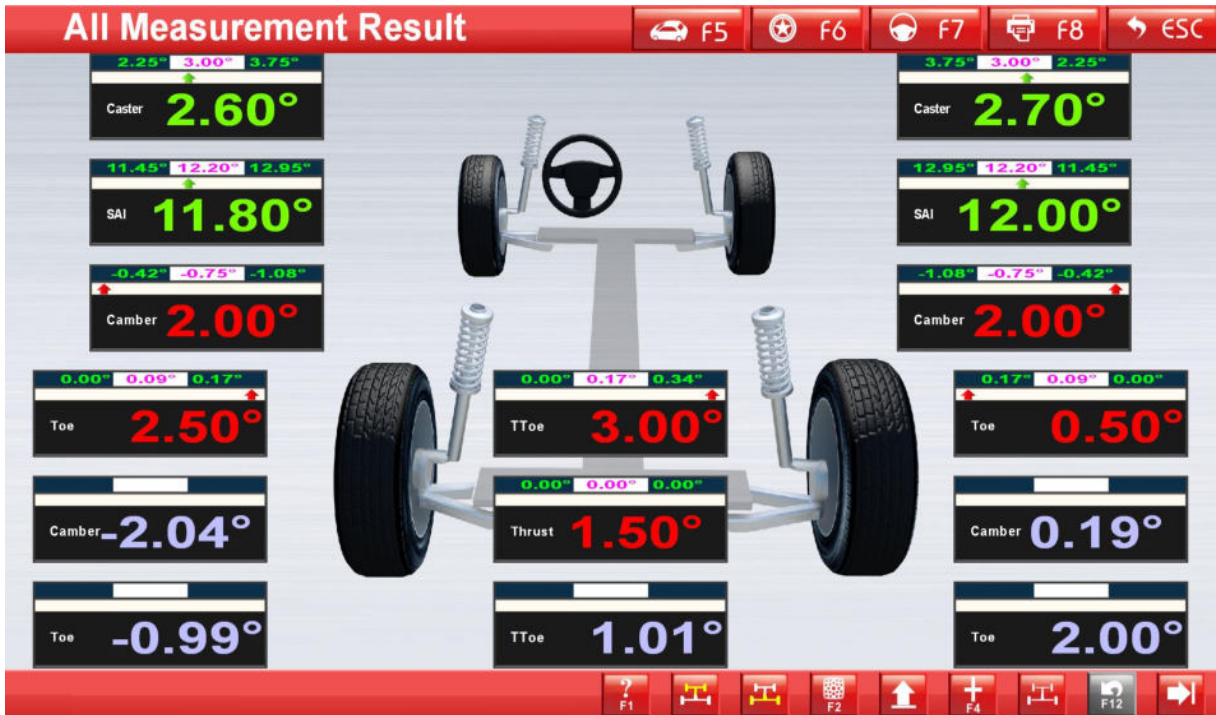 All Measurement Result
F5 F6 F7 F8 ESC
2.25° 3.00° 3.75°
Caster 2.60°
3.75° 3.00° 2.25°
Caster 2.70°
11.45° 12.20° 12.95°
SAI 11.80°
12.95° 12.20° 11.45°
SAI 12.00°
-0.42° -0.75° -1.08°
Camber 2.00°
-1.08° -0.75° -0.42°
Camber 2.00°
0.00° 0.09° 0.17°
Toe 2.50°
0.00° 0.17° 0.34°
TToe 3.00°
0.17° 0.09° 0.00°
Toe 0.50°
Camber -2.04°
0.00° 0.00° 0.00°
Thrust 1.50°
Camber 0.19°
Toe -0.99°
TToe 1.01°
Toe 2.00°
? F1 F2 F4 F12